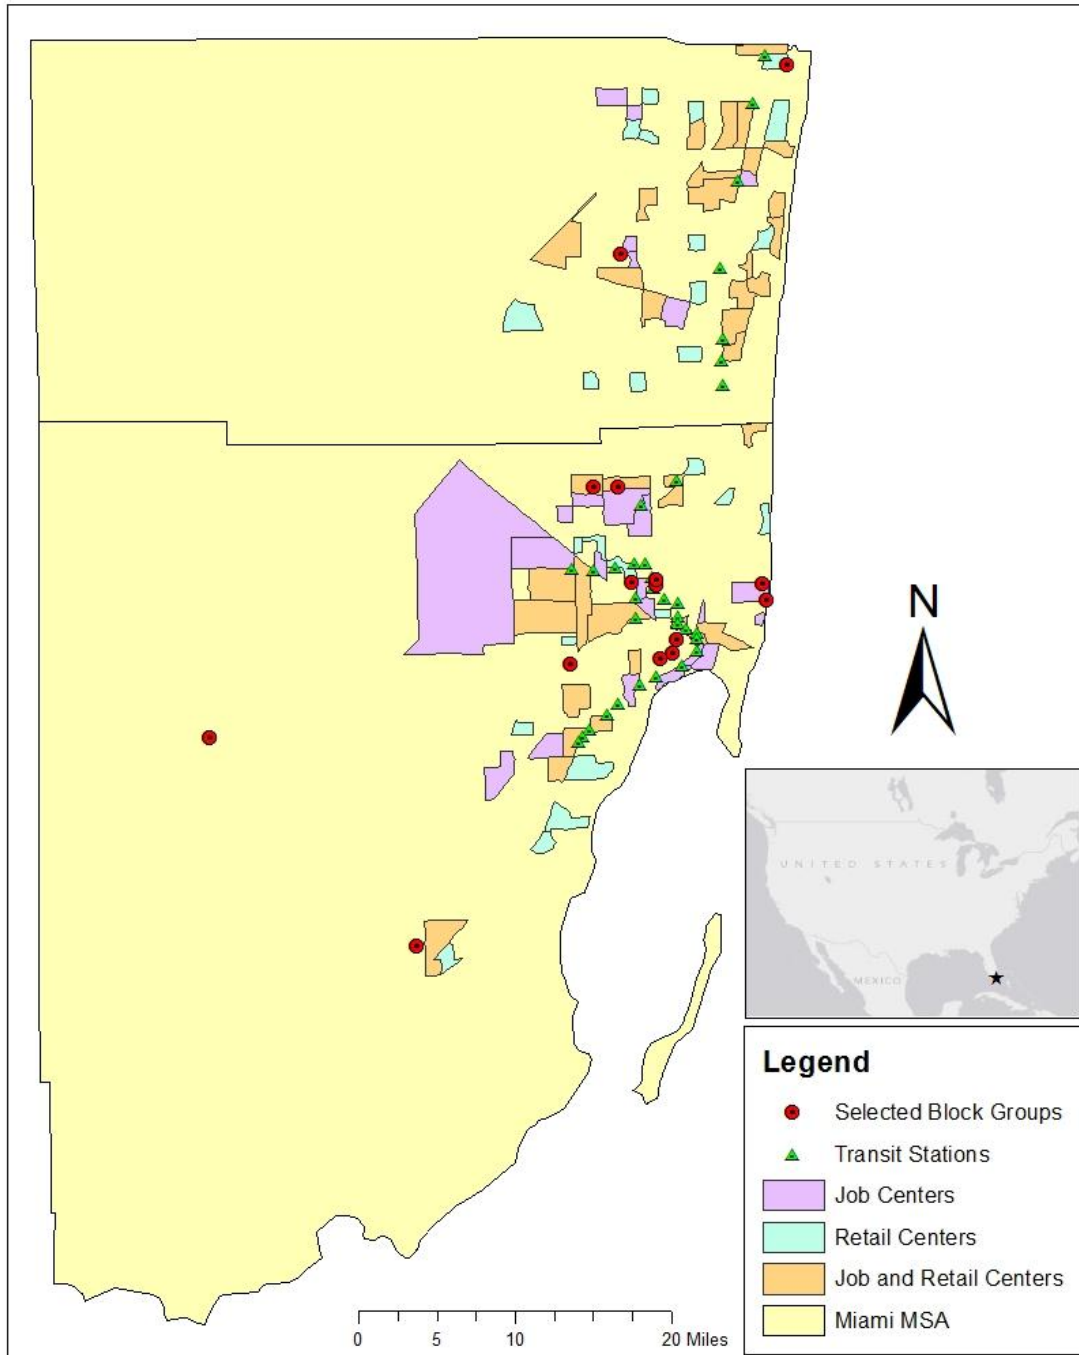 N
UNITED STATES
MEXICO
Legend
Selected Block Groups
Transit Stations
Job Centers
Retail Centers
Job and Retail Centers
Miami MSA
0 5 10 20 Miles